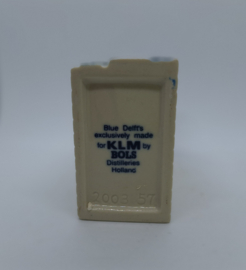 Blue Delft's
exclusively made
for KLM by
BOLS
Distilleries
Holland